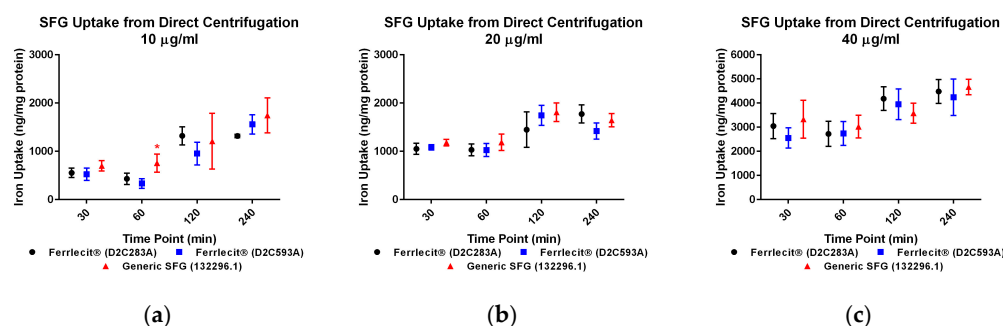 SFG Uptake from Direct Centrifugation
10 μg/ml
Iron Uptake (ng/mg protein)
3000
2000
1000
0
*
30
60
120
240
Time Point (min)
Ferrlecit® (D2C283A)
Ferrlecit® (D2C593A)
Generic SFG (132296.1)
(a)
SFG Uptake from Direct Centrifugation
20 μg/ml
Iron Uptake (ng/mg protein)
3000
2000
1000
0
30
60
120
240
Time Point (min)
Ferrlecit® (D2C283A)
Ferrlecit® (D2C593A)
Generic SFG (132296.1)
(b)
SFG Uptake from Direct Centrifugation
40 μg/ml
Iron Uptake (ng/mg protein)
6000
5000
4000
3000
2000
1000
0
30
60
120
240
Time Point (min)
Ferrlecit® (D2C283A)
Ferrlecit® (D2C593A)
Generic SFG (132296.1)
(c)